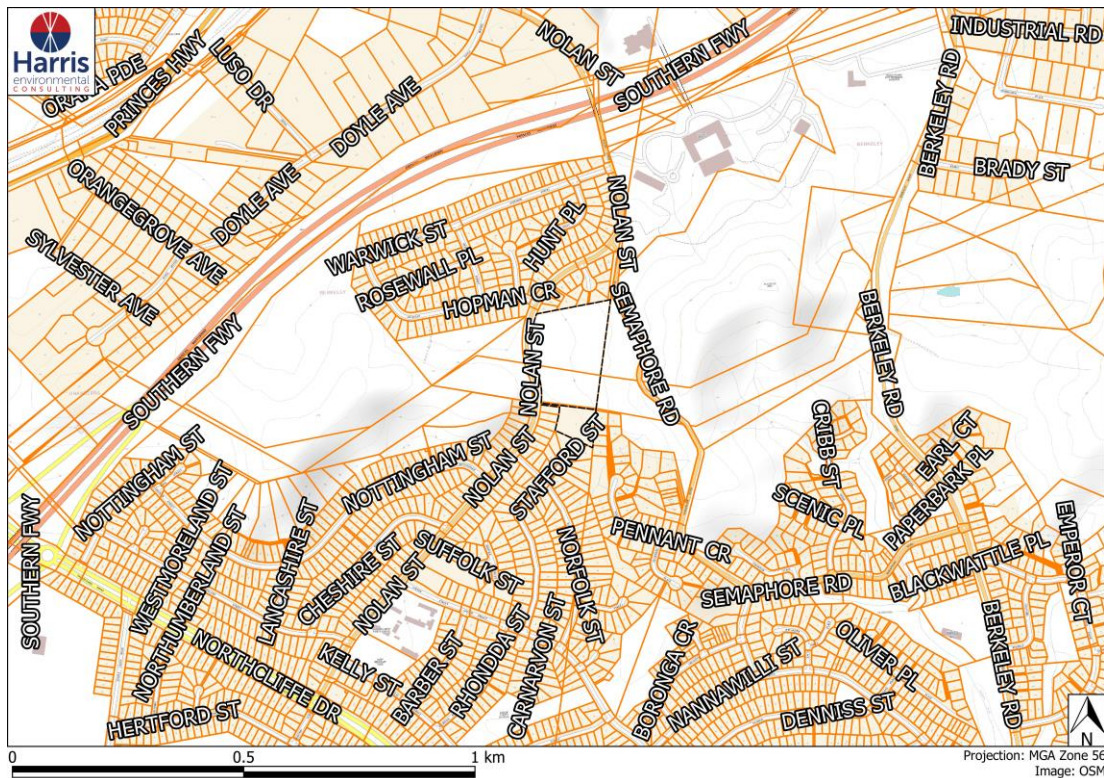 Harris
environmental
CONSULTING
ORANA PDE
PRINCES HWY
LUSO DR
DOYLE AVE
NOLAN ST
SOUTHERN FWY
INDUSTRIAL RD
BERKELEY RD
BRADY ST
ORANGEGROVE AVE
DOYLE AVE
SYLVESTER AVE
WARWICK ST
ROSEWALL PL
HUNT PL
HOPMAN CR
NOLAN ST
SEMAPHORE RD
SOUTHERN FWY
NOLAN ST
BERKELEY RD
NOTTINGHAM ST
WESTMORELAND ST
NORTHUMBERLAND ST
LANCASHIRE ST
NOTTINGHAM ST
NOLAN ST
STAFFORD ST
CRIBB ST
SCENIC PL
EARL CT
PAPERBARK PL
EMPEROR CT
SOUTHERN FWY
CHESHIRE ST
NOLAN ST
SUFFOLK ST
NORFOLK ST
PENNANT CR
SEMAPHORE RD
BLACKWATTLE PL
BERKELEY RD
NORTHCLIFFE DR
HERTFORD ST
KELLY ST
BARBER ST
RHONDDA ST
CARNARVON ST
BORONGA CR
NANNAWILLI ST
OLIVER PL
DENNISS ST
N
0 0.5 1 km
Projection: MGA Zone 56
Image: OSM